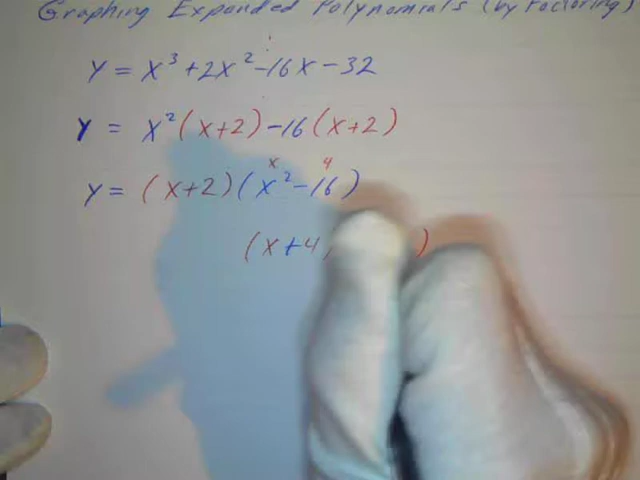 Graphing Expanded Polynomials (by Factoring)
y = x³ + 2x² - 16x - 32
y = x²(x+2) - 16(x+2)
x 4
y = (x+2)(x² - 16)
(x+4 )